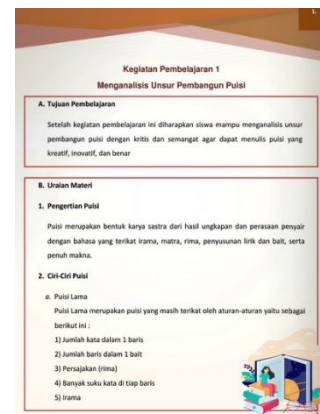 1.
Kegiatan Pembelajaran 1
Menganalisis Unsur Pembangun Puisi
A. Tujuan Pembelajaran
Setelah kegiatan pembelajaran ini diharapkan siswa mampu menganalisis unsur
pembangun puisi dengan kritis dan semangat agar dapat menulis puisi yang
kreatif, inovatif, dan benar
B. Uraian Materi
1. Pengertian Puisi
Puisi merupakan bentuk karya sastra dari hasil ungkapan dan perasaan penyair
dengan bahasa yang terikat irama, matra, rima, penyusunan lirik dan bait, serta
penuh makna.
2. Ciri-Ciri Puisi
a. Puisi Lama
Puisi Lama merupakan puisi yang masih terikat oleh aturan-aturan yaitu sebagai
berikut ini :
1) Jumlah kata dalam 1 baris
2) Jumlah baris dalam 1 bait
3) Persajakan (rima)
4) Banyak suku kata di tiap baris
5) Irama